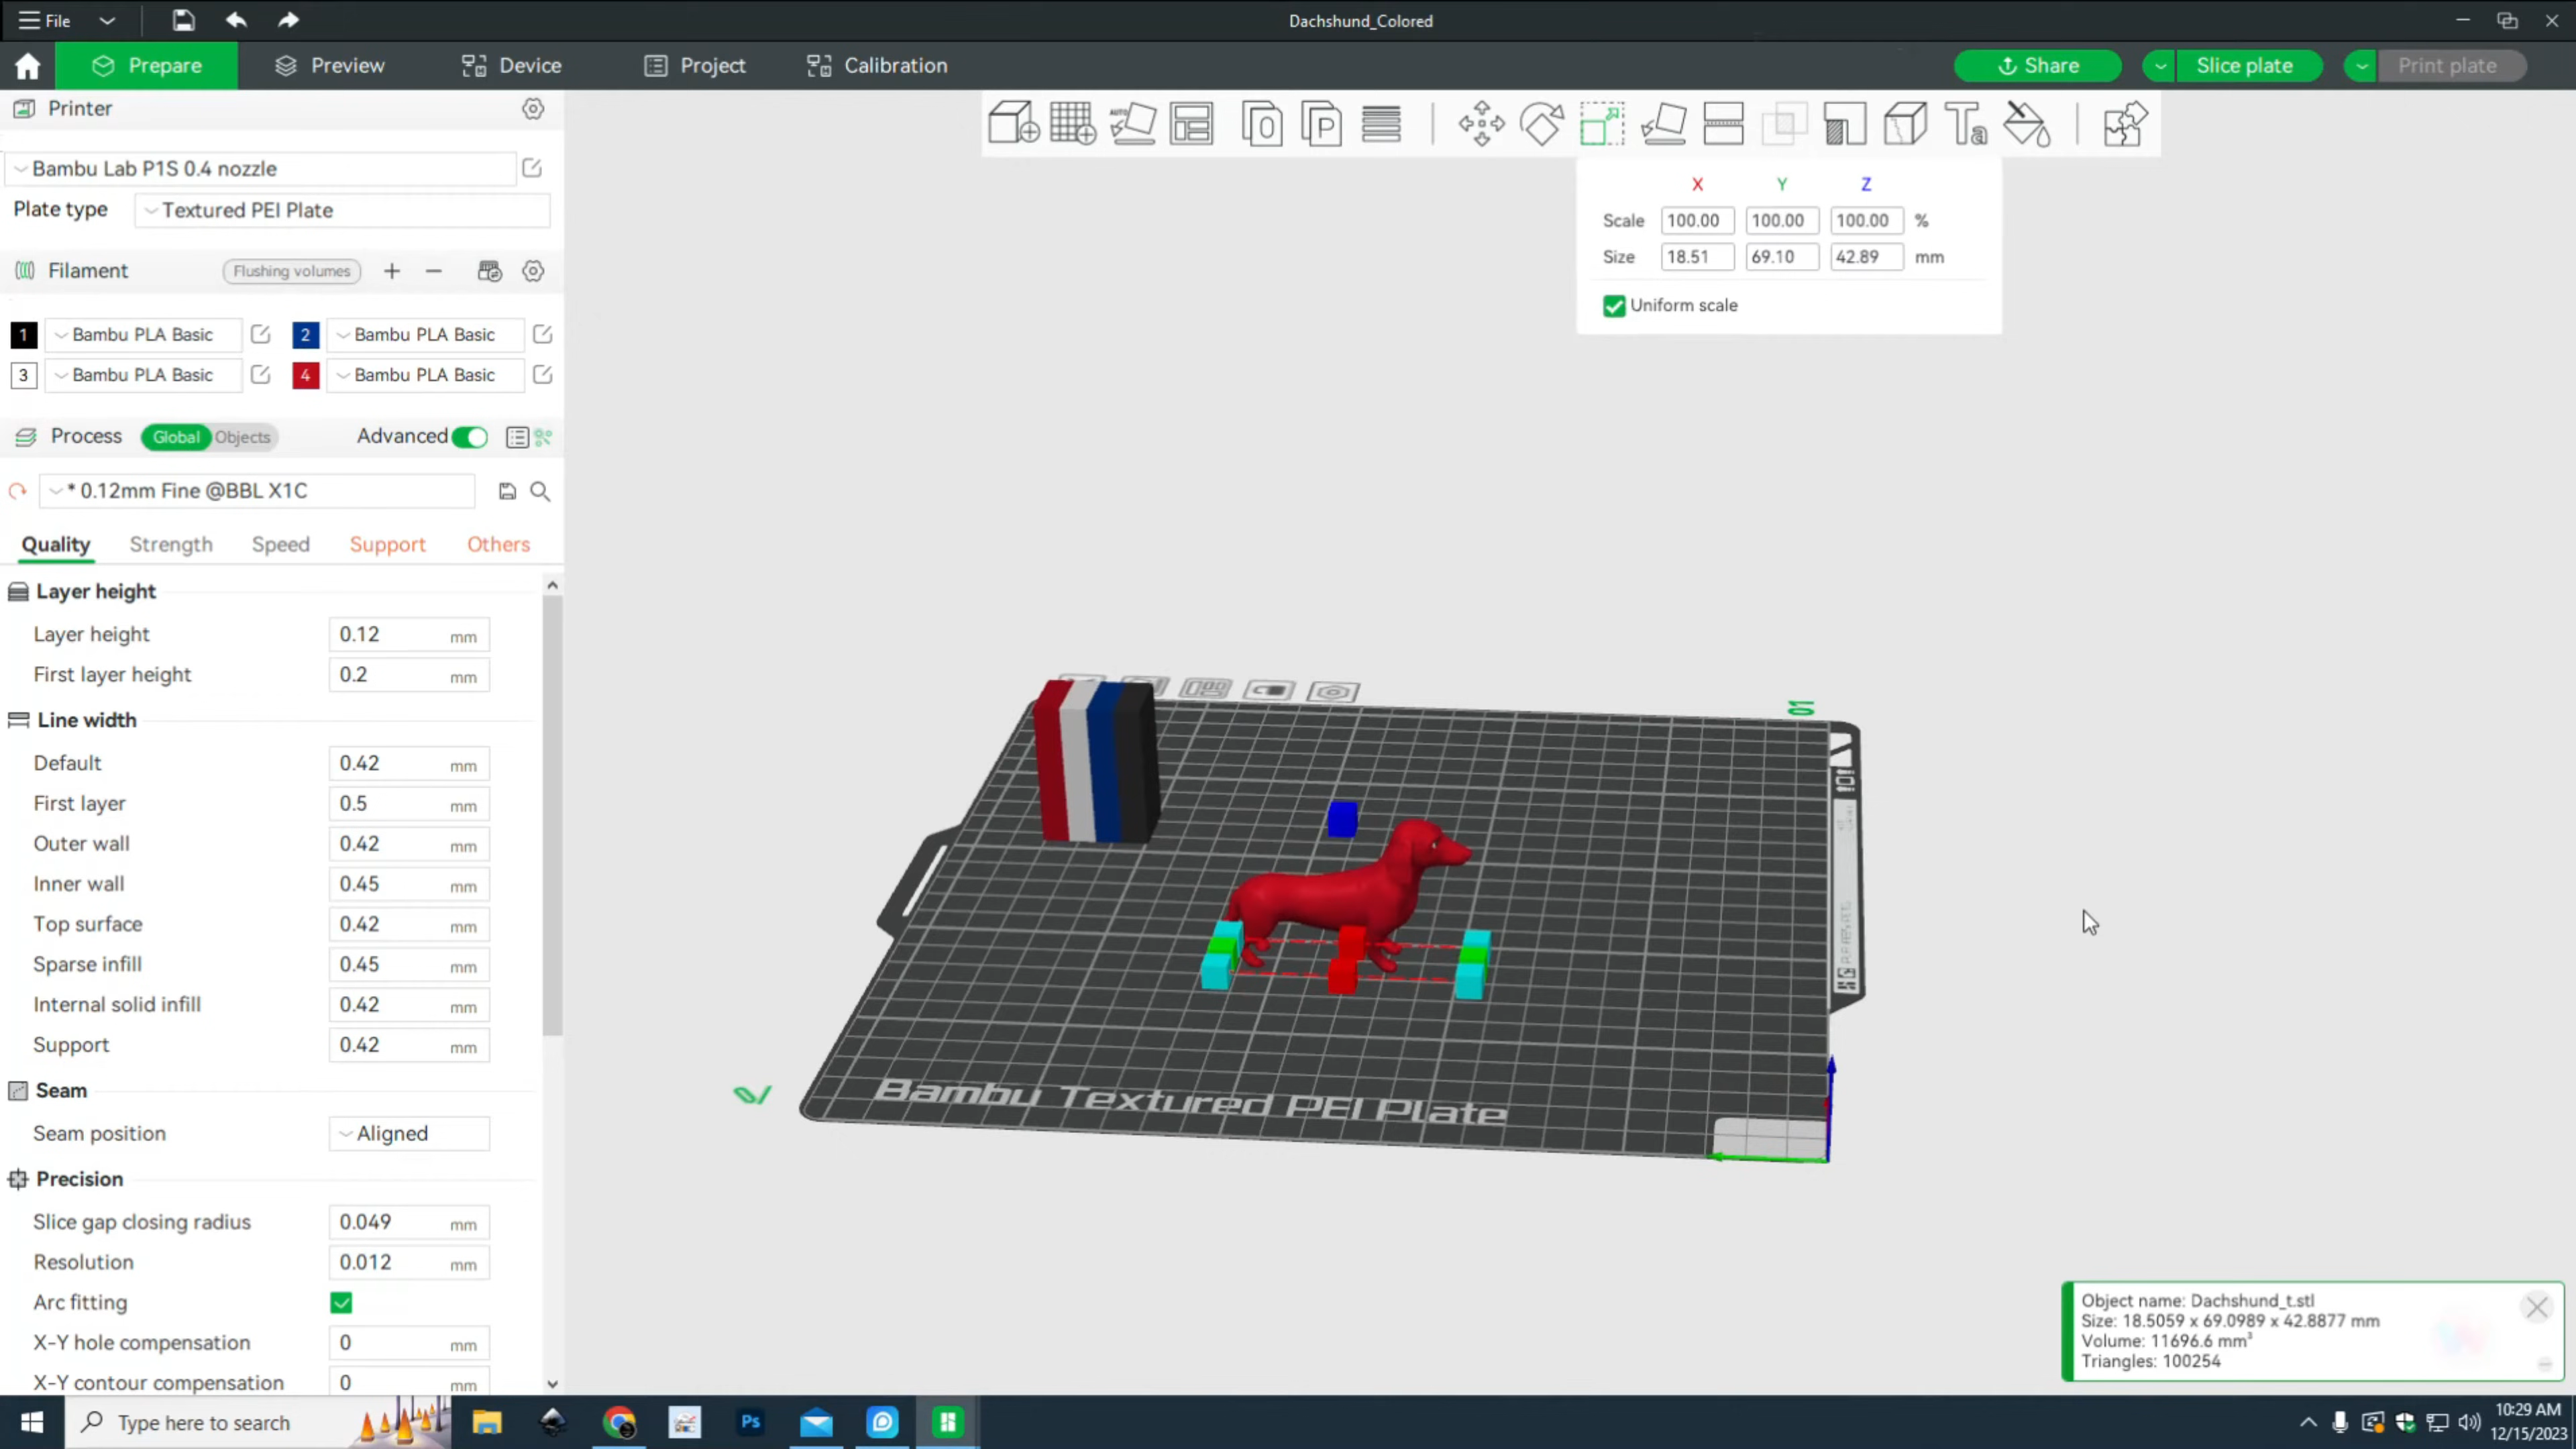 File
Dachshund_Colored
Prepare
Preview
Device
Project
Calibration
Share
Slice plate
Print plate
Printer
Bambu Lab P1S 0.4 nozzle
Plate type
Textured PEI Plate
Filament
Flushing volumes
1 Bambu PLA Basic
2 Bambu PLA Basic
3 Bambu PLA Basic
4 Bambu PLA Basic
Process
Global Objects
Advanced
* 0.12mm Fine @BBL X1C
Quality
Strength
Speed
Support
Others
Layer height
Layer height 0.12 mm
First layer height 0.2 mm
Line width
Default 0.42 mm
First layer 0.5 mm
Outer wall 0.42 mm
Inner wall 0.45 mm
Top surface 0.42 mm
Sparse infill 0.45 mm
Internal solid infill 0.42 mm
Support 0.42 mm
Seam
Seam position Aligned
Precision
Slice gap closing radius 0.049 mm
Resolution 0.012 mm
Arc fitting
X-Y hole compensation 0 mm
X-Y contour compensation 0 mm
AUTO
O
P
Ta
X Y Z
Scale 100.00 100.00 100.00 %
Size 18.51 69.10 42.89 mm
Uniform scale
01
Bambu Textured PEI Plate
Object name: Dachshund_t.stl
Size: 18.5059 x 69.0989 x 42.8877 mm
Volume: 11696.6 mm³
Triangles: 100254
Type here to search
Ps
10:29 AM
12/15/2023